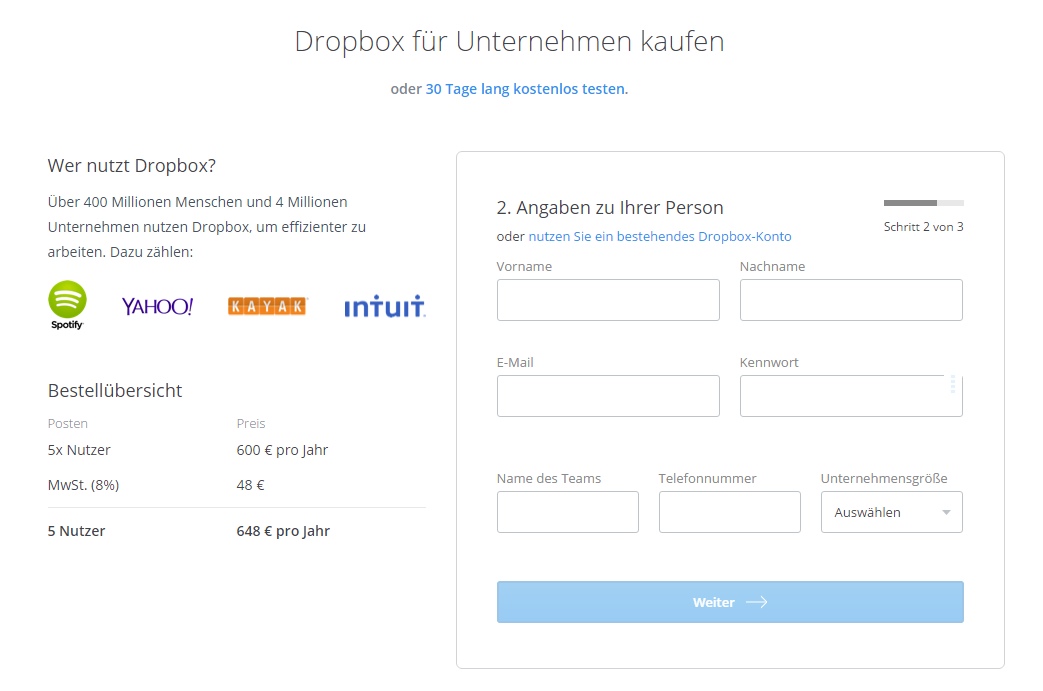 Dropbox für Unternehmen kaufen
oder 30 Tage lang kostenlos testen.
Wer nutzt Dropbox?
Über 400 Millionen Menschen und 4 Millionen
Unternehmen nutzen Dropbox, um effizienter zu
arbeiten. Dazu zählen:
Spotify
YAHOO!
KAYAK
intuit
Bestellübersicht
Posten Preis
5x Nutzer 600 € pro Jahr
MwSt. (8%) 48 €
5 Nutzer 648 € pro Jahr
2. Angaben zu Ihrer Person
Schritt 2 von 3
oder nutzen Sie ein bestehendes Dropbox-Konto
Vorname Nachname
E-Mail Kennwort
Name des Teams Telefonnummer Unternehmensgröße
Auswählen
Weiter